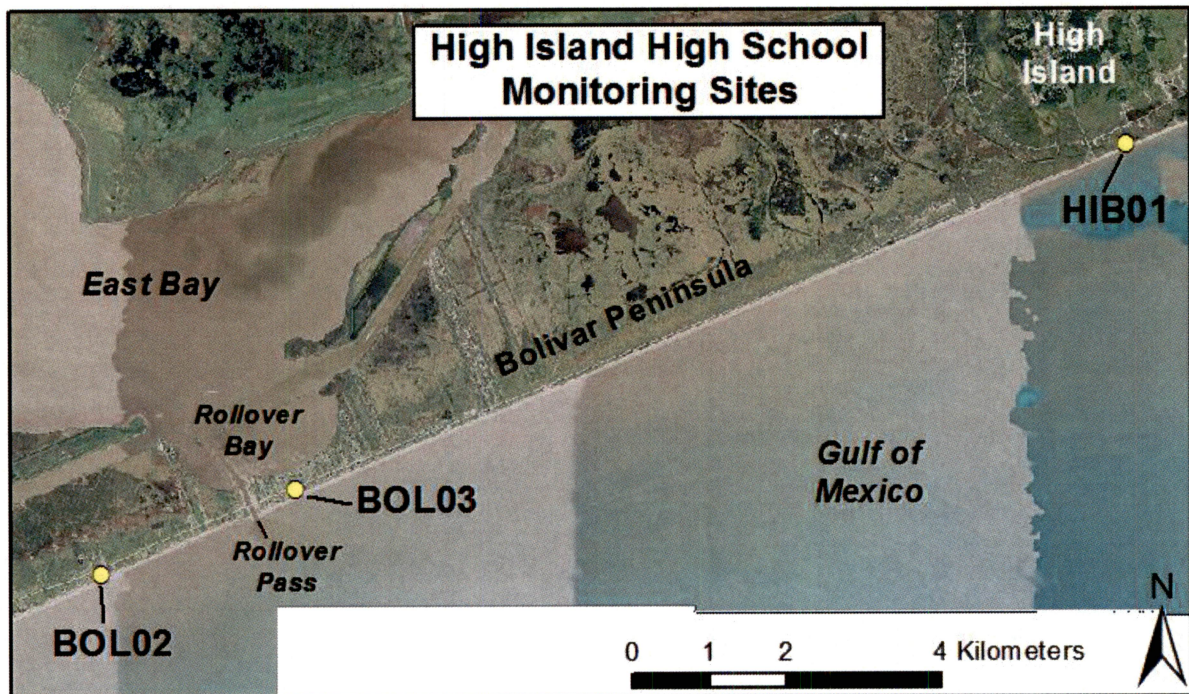 High Island High School
Monitoring Sites
High
Island
HIB01
East Bay
Bolivar Peninsula
Rollover
Bay
Gulf of
Mexico
BOL03
Rollover
Pass
BOL02
N
0 1 2 4 Kilometers